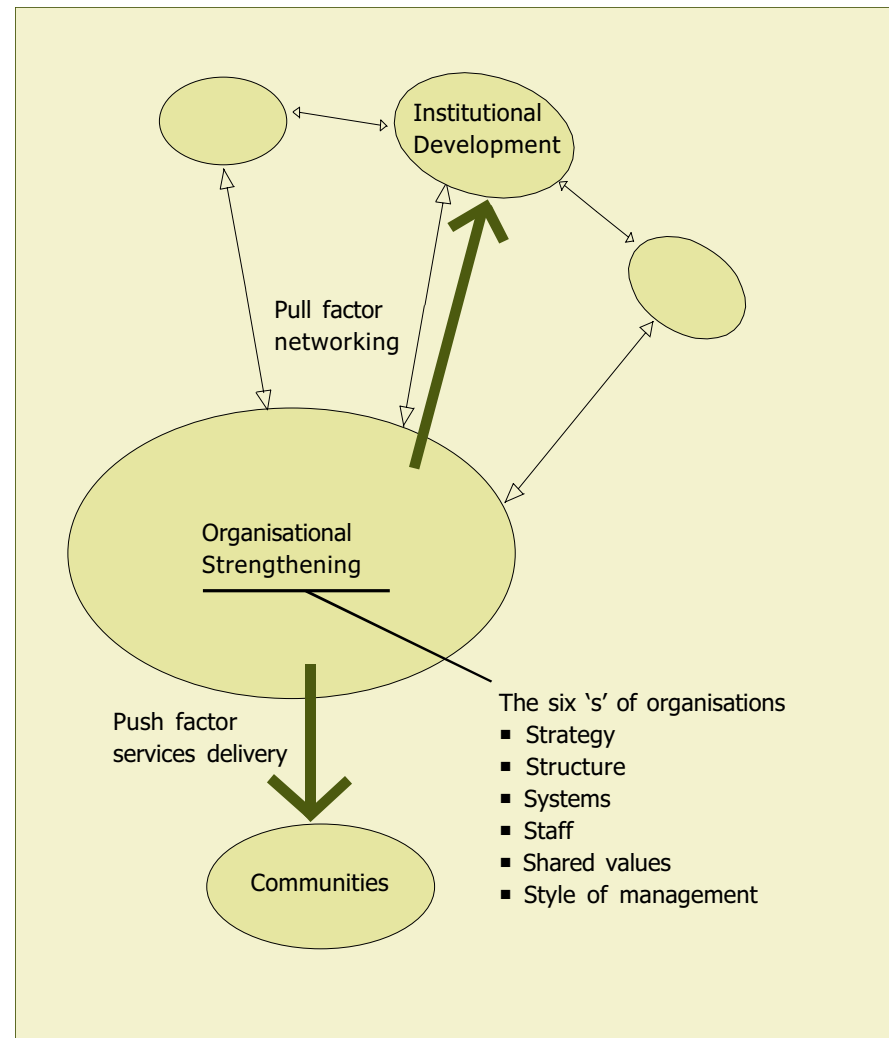 Institutional
Development
Pull factor
networking
Organisational
Strengthening
Push factor
services delivery
The six ‘s’ of organisations
▪ Strategy
▪ Structure
▪ Systems
▪ Staff
▪ Shared values
▪ Style of management
Communities